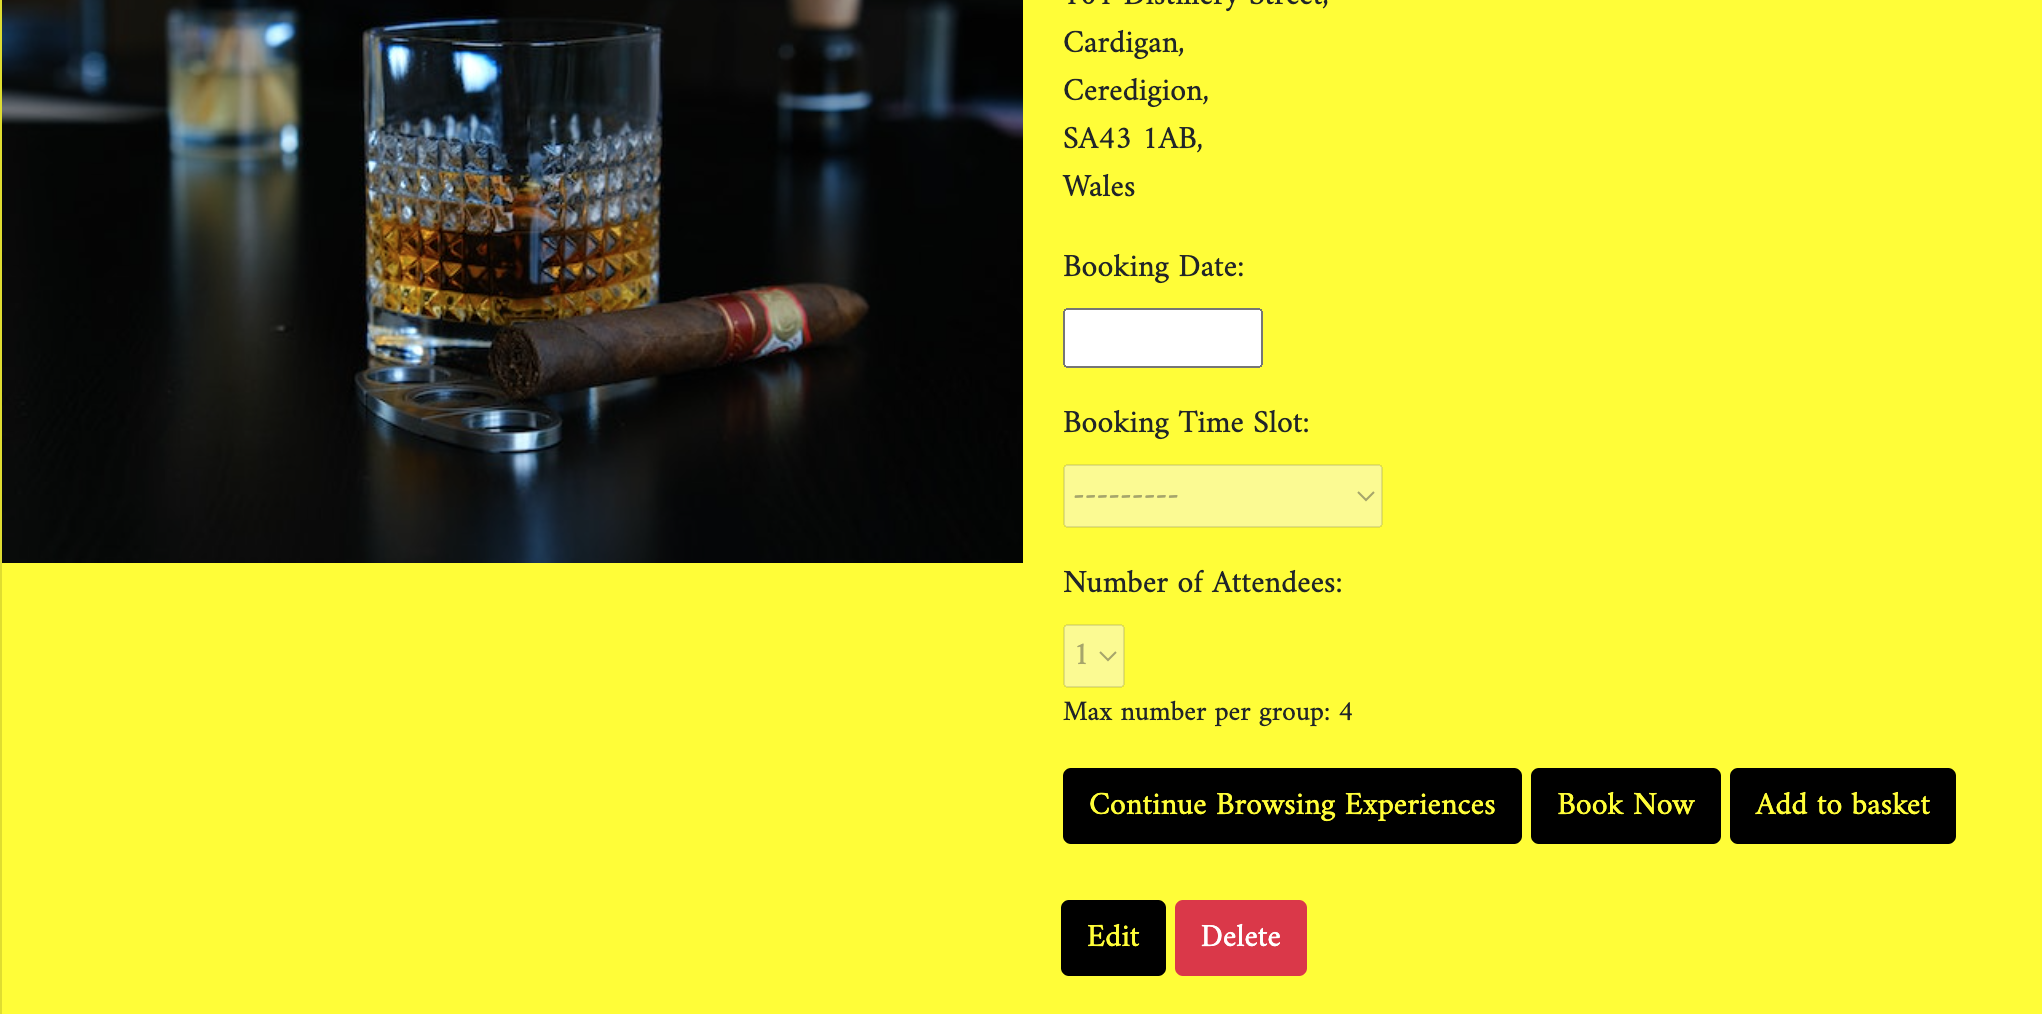 101 Distillery Street,
Cardigan,
Ceredigion,
SA43 1AB,
Wales
Booking Date:
Booking Time Slot:
---------
Number of Attendees:
1
Max number per group: 4
Continue Browsing Experiences
Book Now
Add to basket
Edit
Delete